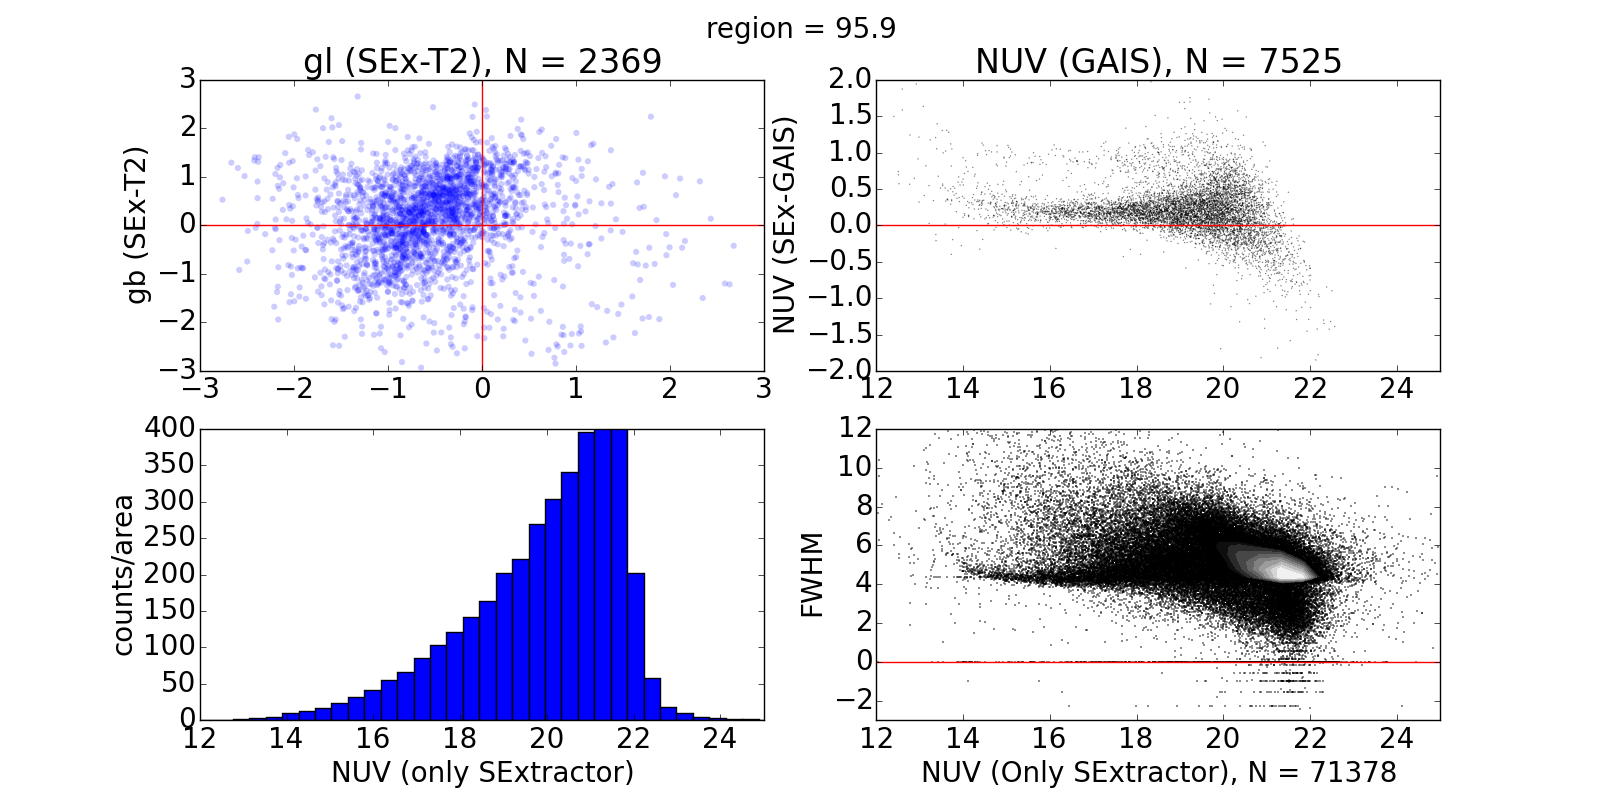 region = 95.9
gl (SEx-T2), N = 2369
NUV (GAIS), N = 7525
3
2
1
0
−1
−2
−3
gb (SEx-T2)
−3 −2 −1 0 1 2 3
2.0
1.5
1.0
0.5
0.0
−0.5
−1.0
−1.5
−2.0
NUV (SEx-GAIS)
12 14 16 18 20 22 24
400
350
300
250
200
150
100
50
0
counts/area
12 14 16 18 20 22 24
NUV (only SExtractor)
12
10
8
6
4
2
0
−2
FWHM
12 14 16 18 20 22 24
NUV (Only SExtractor), N = 71378